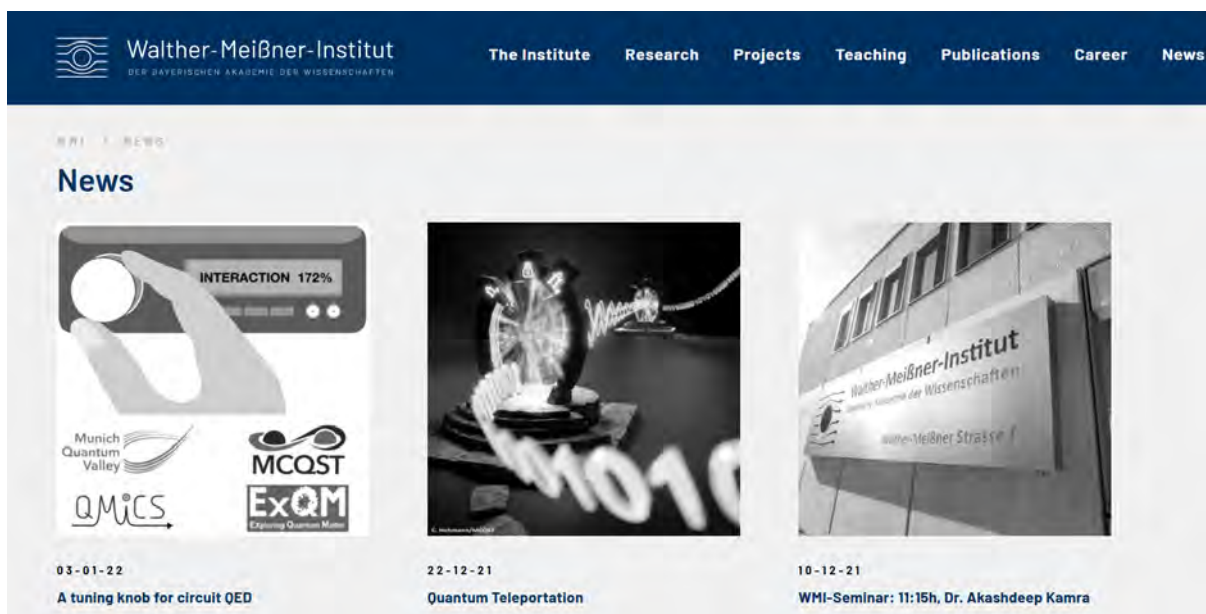 Walther-Meißner-Institut
DER BAYERISCHEN AKADEMIE DER WISSENSCHAFTEN
The Institute Research Projects Teaching Publications Career News
WMI › NEWS
News
INTERACTION 172%
Munich
Quantum
Valley
MCQST
QMiCS
ExQM
Exploring Quantum Matter
Walther-Meißner-Institut
Bayerische Akademie der Wissenschaften
Walther-Meißner Strasse 1
03-01-22
A tuning knob for circuit QED
22-12-21
Quantum Teleportation
10-12-21
WMI-Seminar: 11:15h, Dr. Akashdeep Kamra